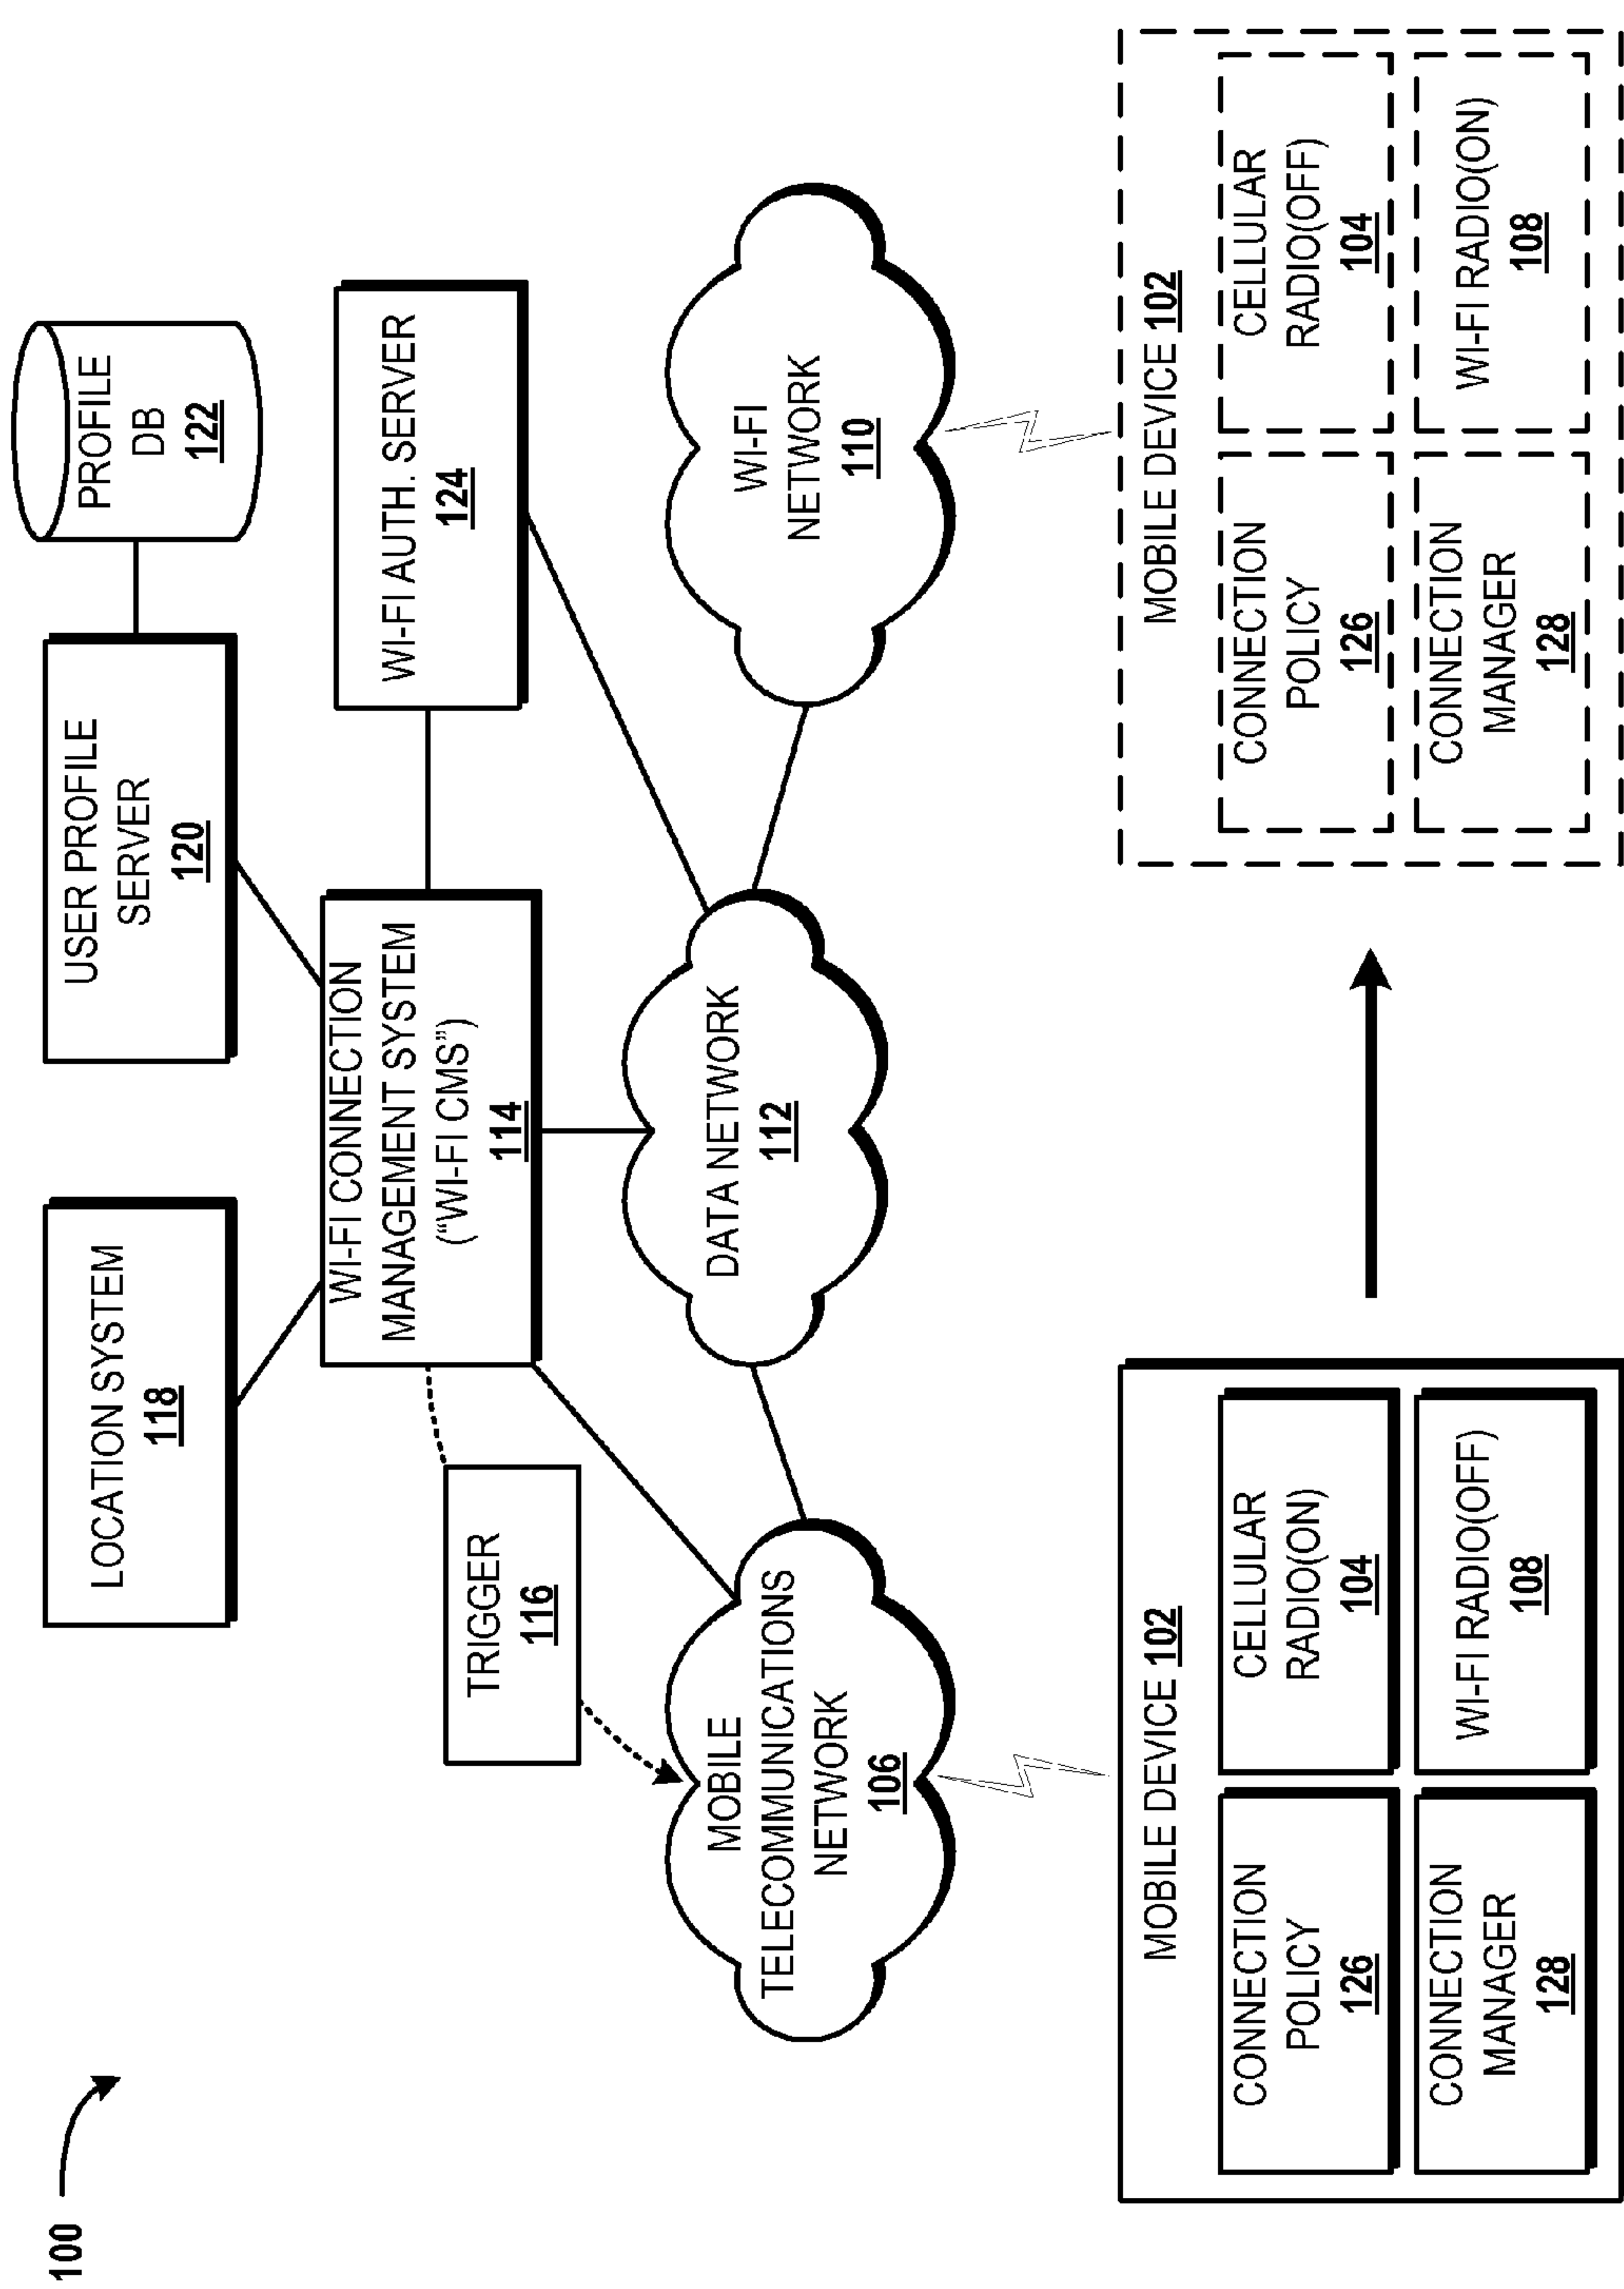 100
LOCATION SYSTEM
118
USER PROFILE
SERVER
120
PROFILE
DB
122
WI-FI CONNECTION
MANAGEMENT SYSTEM
(“WI-FI CMS”)
114
WI-FI AUTH. SERVER
124
TRIGGER
116
MOBILE
TELECOMMUNICATIONS
NETWORK
106
DATA NETWORK
112
WI-FI
NETWORK
110
MOBILE DEVICE 102
CONNECTION
POLICY
126
CELLULAR
RADIO(ON)
104
CONNECTION
MANAGER
128
WI-FI RADIO(OFF)
108
MOBILE DEVICE 102
CONNECTION
POLICY
126
CELLULAR
RADIO(OFF)
104
CONNECTION
MANAGER
128
WI-FI RADIO(ON)
108